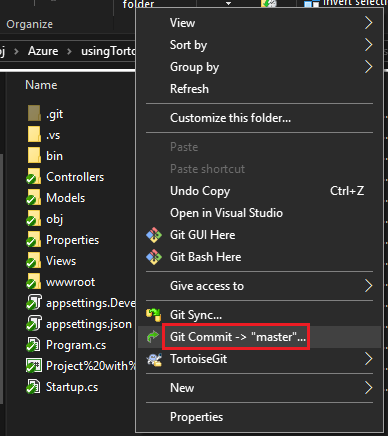 folder
Invert selecti
Organize
oj > Azure > usingTorto
Name
.git
.vs
bin
Controllers
Models
obj
Properties
Views
wwwroot
appsettings.Deve
appsettings.json
Program.cs
Project%20with%
Startup.cs
View
Sort by
Group by
Refresh
Customize this folder...
Paste
Paste shortcut
Undo Copy Ctrl+Z
Open in Visual Studio
Git GUI Here
Git Bash Here
Give access to
Git Sync...
Git Commit -> "master"...
TortoiseGit
New
Properties